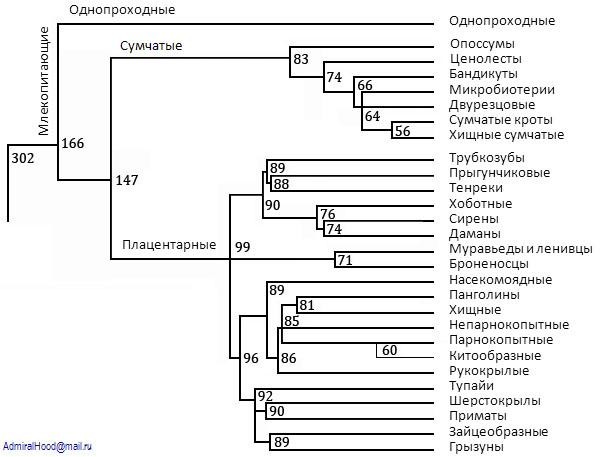 Однопроходные
Однопроходные
Млекопитающие
Сумчатые
Опоссумы
83
Ценолесты
74
Бандикуты
66
Микробиотерии
Двурезцовые
64
Сумчатые кроты
56
Хищные сумчатые
166
302
147
Трубкозубы
89
Прыгунчиковые
88
Тенреки
90
Хоботные
76
Сирены
74
Даманы
Плацентарные
99
Муравьеды и ленивцы
71
Броненосцы
Насекомоядные
89
Панголины
81
Хищные
85
Непарнокопытные
Парнокопытные
60
Китообразные
96
86
Рукокрылые
Тупайи
92
Шерстокрылы
90
Приматы
Зайцеобразные
89
Грызуны
AdmiralHood@mail.ru